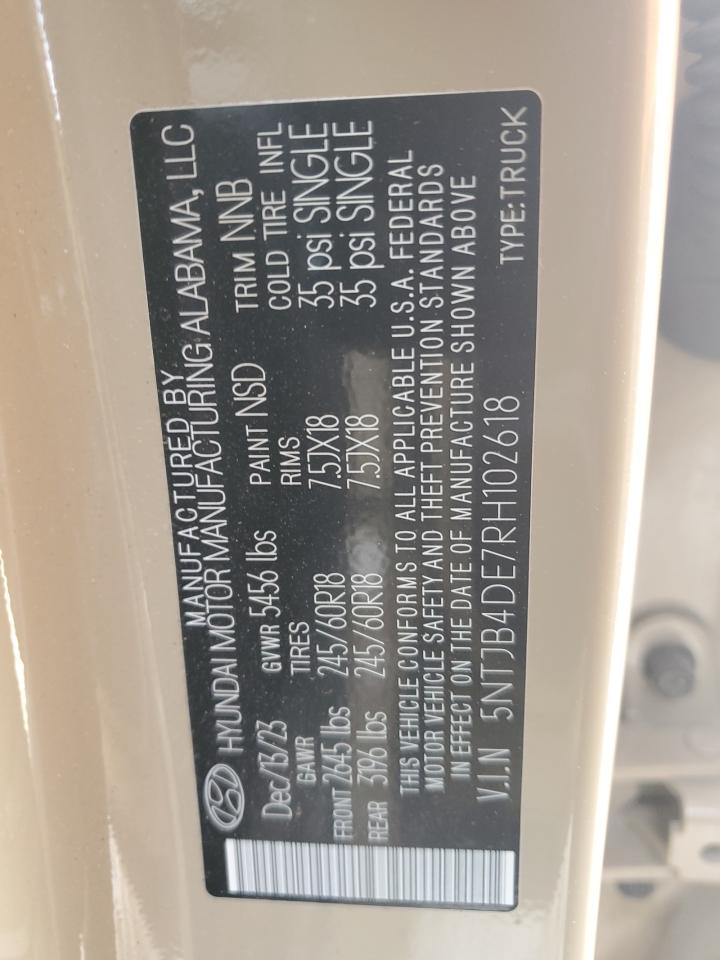 MANUFACTURED BY
HYUNDAI MOTOR MANUFACTURING ALABAMA, LLC
Dec/13/23 GVWR 5456 lbs PAINT NSD TRIM NNB
GAWR TIRES RIMS COLD TIRE INFL
FRONT 2645 lbs 245/60R18 7.5JX18 35 psi SINGLE
REAR 3196 lbs 245/60R18 7.5JX18 35 psi SINGLE
THIS VEHICLE CONFORMS TO ALL APPLICABLE U.S.A. FEDERAL
MOTOR VEHICLE SAFETY AND THEFT PREVENTION STANDARDS
IN EFFECT ON THE DATE OF MANUFACTURE SHOWN ABOVE
V.I.N 5NTJB4DE7RH102618 TYPE:TRUCK